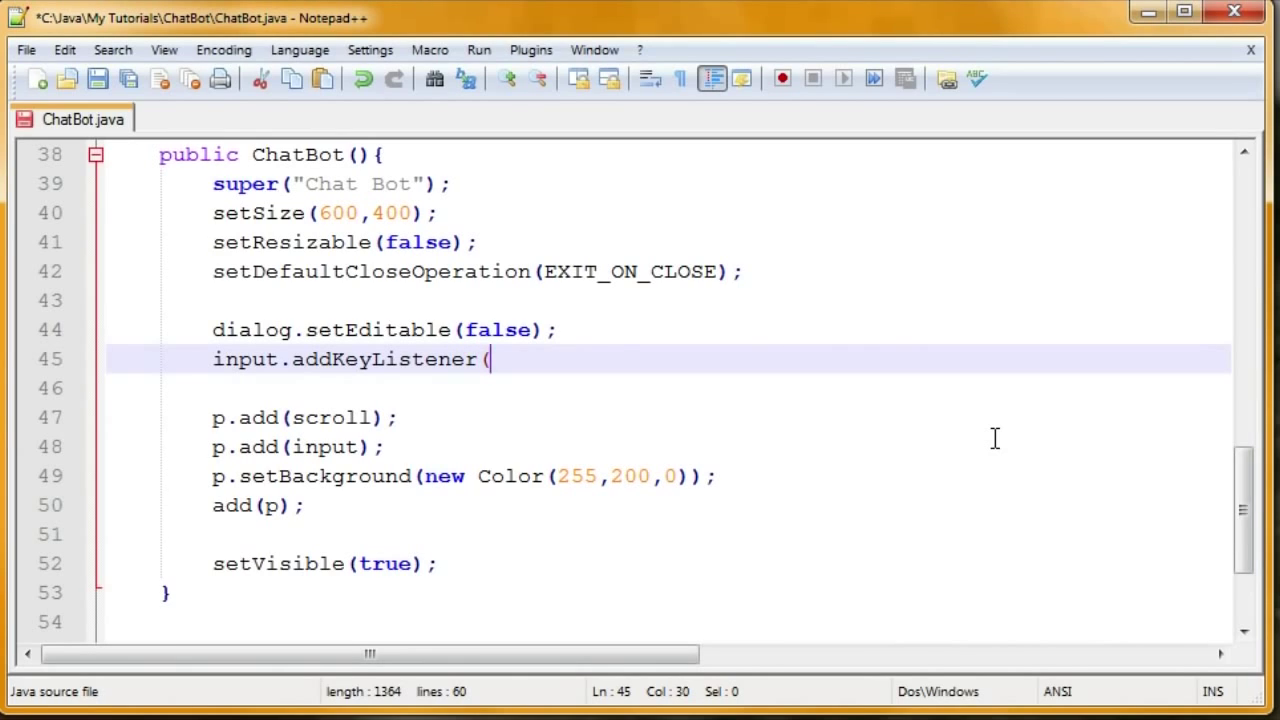 *C:\Java\My Tutorials\ChatBot\ChatBot.java - Notepad++
File Edit Search View Encoding Language Settings Macro Run Plugins Window ? X
ABC
ChatBot.java
38 public ChatBot(){
39 super("Chat Bot");
40 setSize(600,400);
41 setResizable(false);
42 setDefaultCloseOperation(EXIT_ON_CLOSE);
43
44 dialog.setEditable(false);
45 input.addKeyListener(
46
47 p.add(scroll);
48 p.add(input);
49 p.setBackground(new Color(255,200,0));
50 add(p);
51
52 setVisible(true);
53 }
54
Java source file length : 1364 lines : 60 Ln : 45 Col : 30 Sel : 0 Dos\Windows ANSI INS